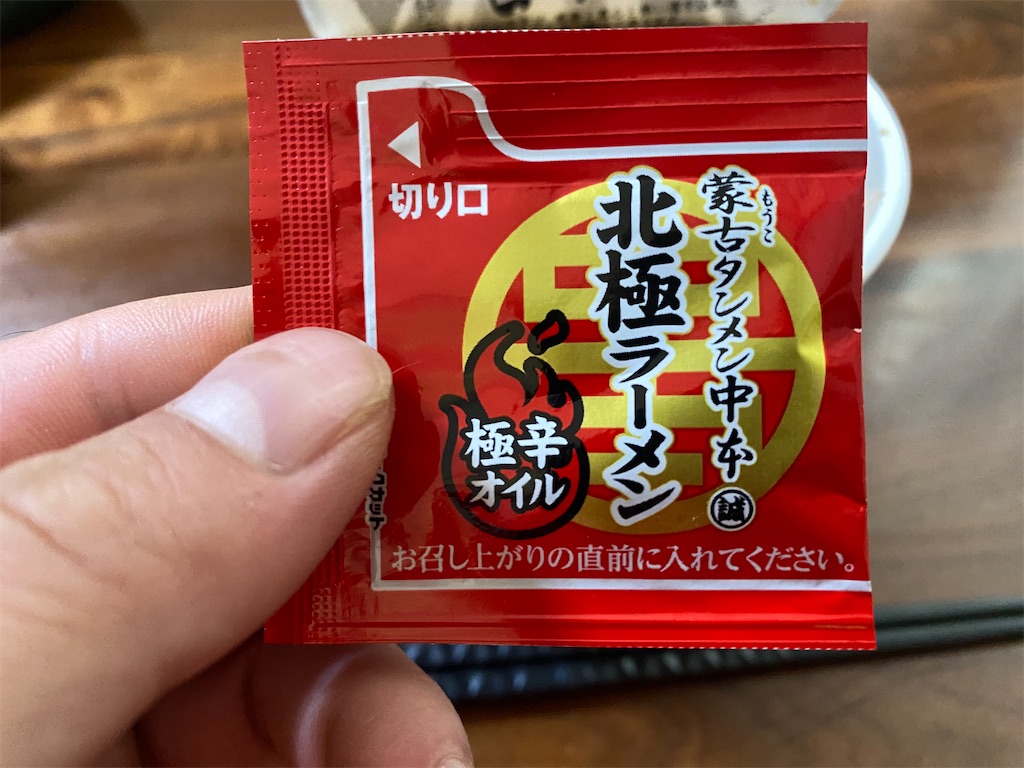 切り口
蒙古タンメン中本
もうこ
誠
北極ラーメン
極辛
オイル
お召し上がりの直前に入れてください。